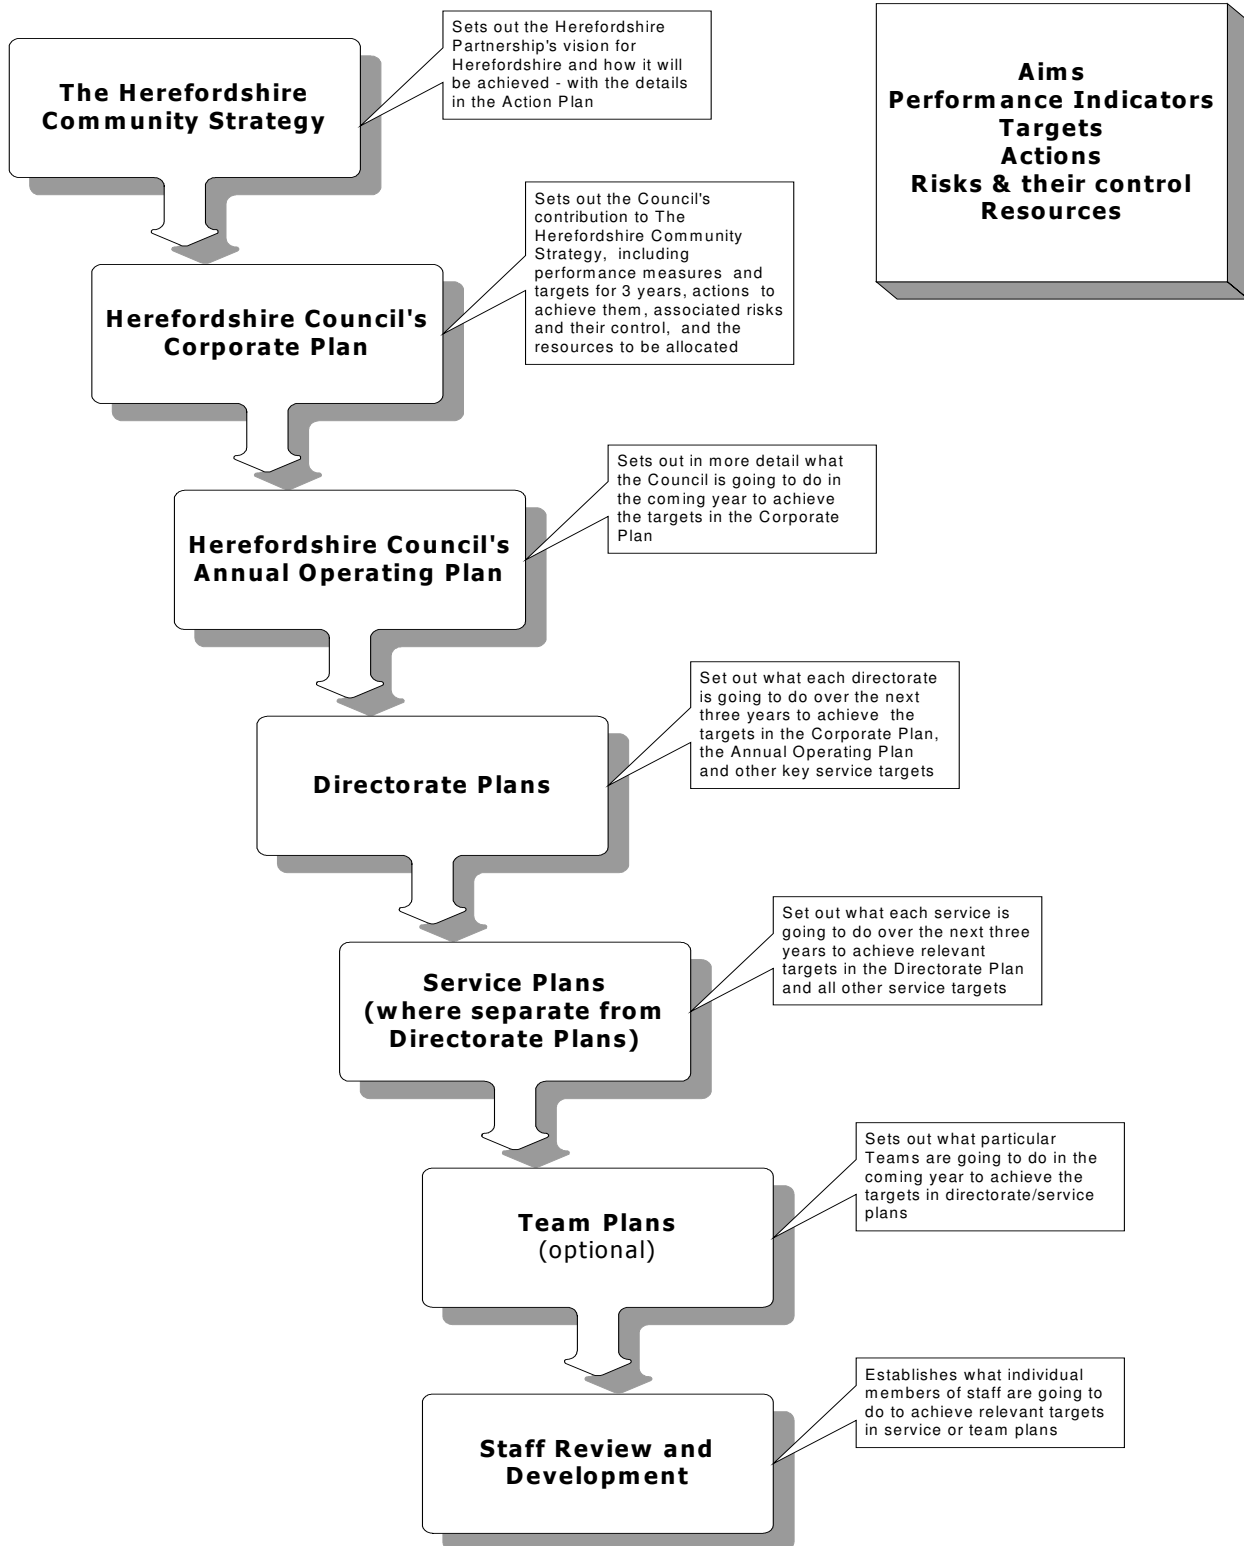 Sets out the Herefordshire
Partnership's vision for
Herefordshire and how it will
be achieved - with the details
in the Action Plan
The Herefordshire
Community Strategy
Aims
Performance Indicators
Targets
Actions
Risks & their control
Resources
Sets out the Council's
contribution to The
Herefordshire Community
Strategy, including
performance measures and
targets for 3 years, actions to
achieve them, associated risks
and their control, and the
resources to be allocated
Herefordshire Council's
Corporate Plan
Sets out in more detail what
the Council is going to do in
the coming year to achieve
the targets in the Corporate
Plan
Herefordshire Council's
Annual Operating Plan
Set out what each directorate
is going to do over the next
three years to achieve the
targets in the Corporate Plan,
the Annual Operating Plan
and other key service targets
Directorate Plans
Set out what each service is
going to do over the next three
years to achieve relevant
targets in the Directorate Plan
and all other service targets
Service Plans
(where separate from
Directorate Plans)
Sets out what particular
Teams are going to do in the
coming year to achieve the
targets in directorate/service
plans
Team Plans
(optional)
Establishes what individual
members of staff are going to
do to achieve relevant targets
in service or team plans
Staff Review and
Development